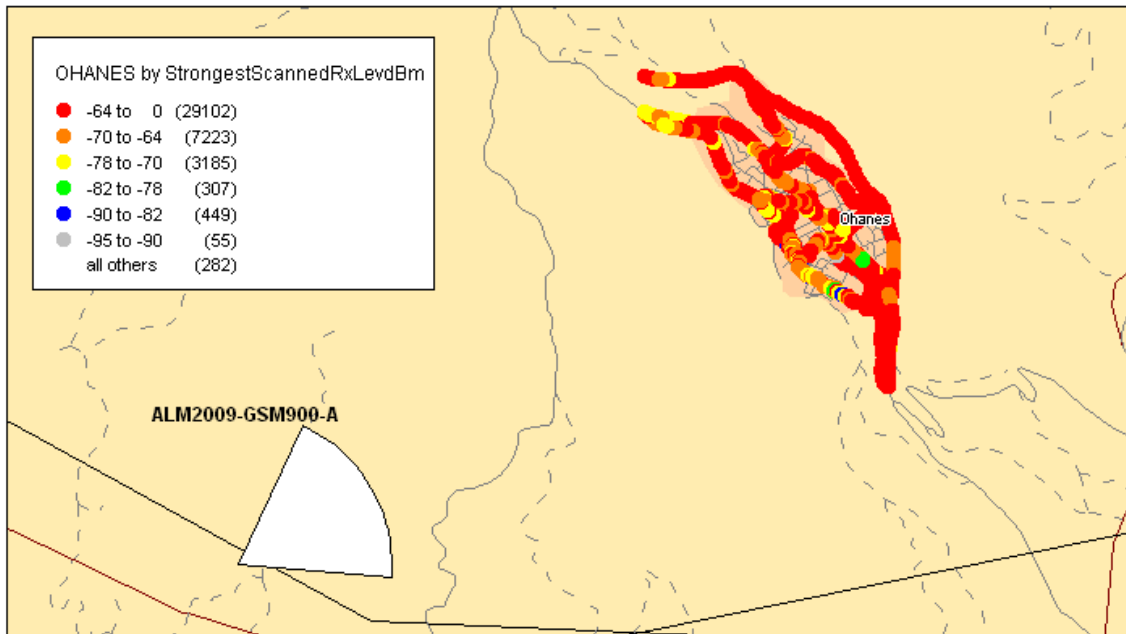 OHANES by StrongestScannedRxLevdBm
-64 to 0 (29102)
-70 to -64 (7223)
-78 to -70 (3185)
-82 to -78 (307)
-90 to -82 (449)
-95 to -90 (55)
all others (282)
Ohanes
ALM2009-GSM900-A